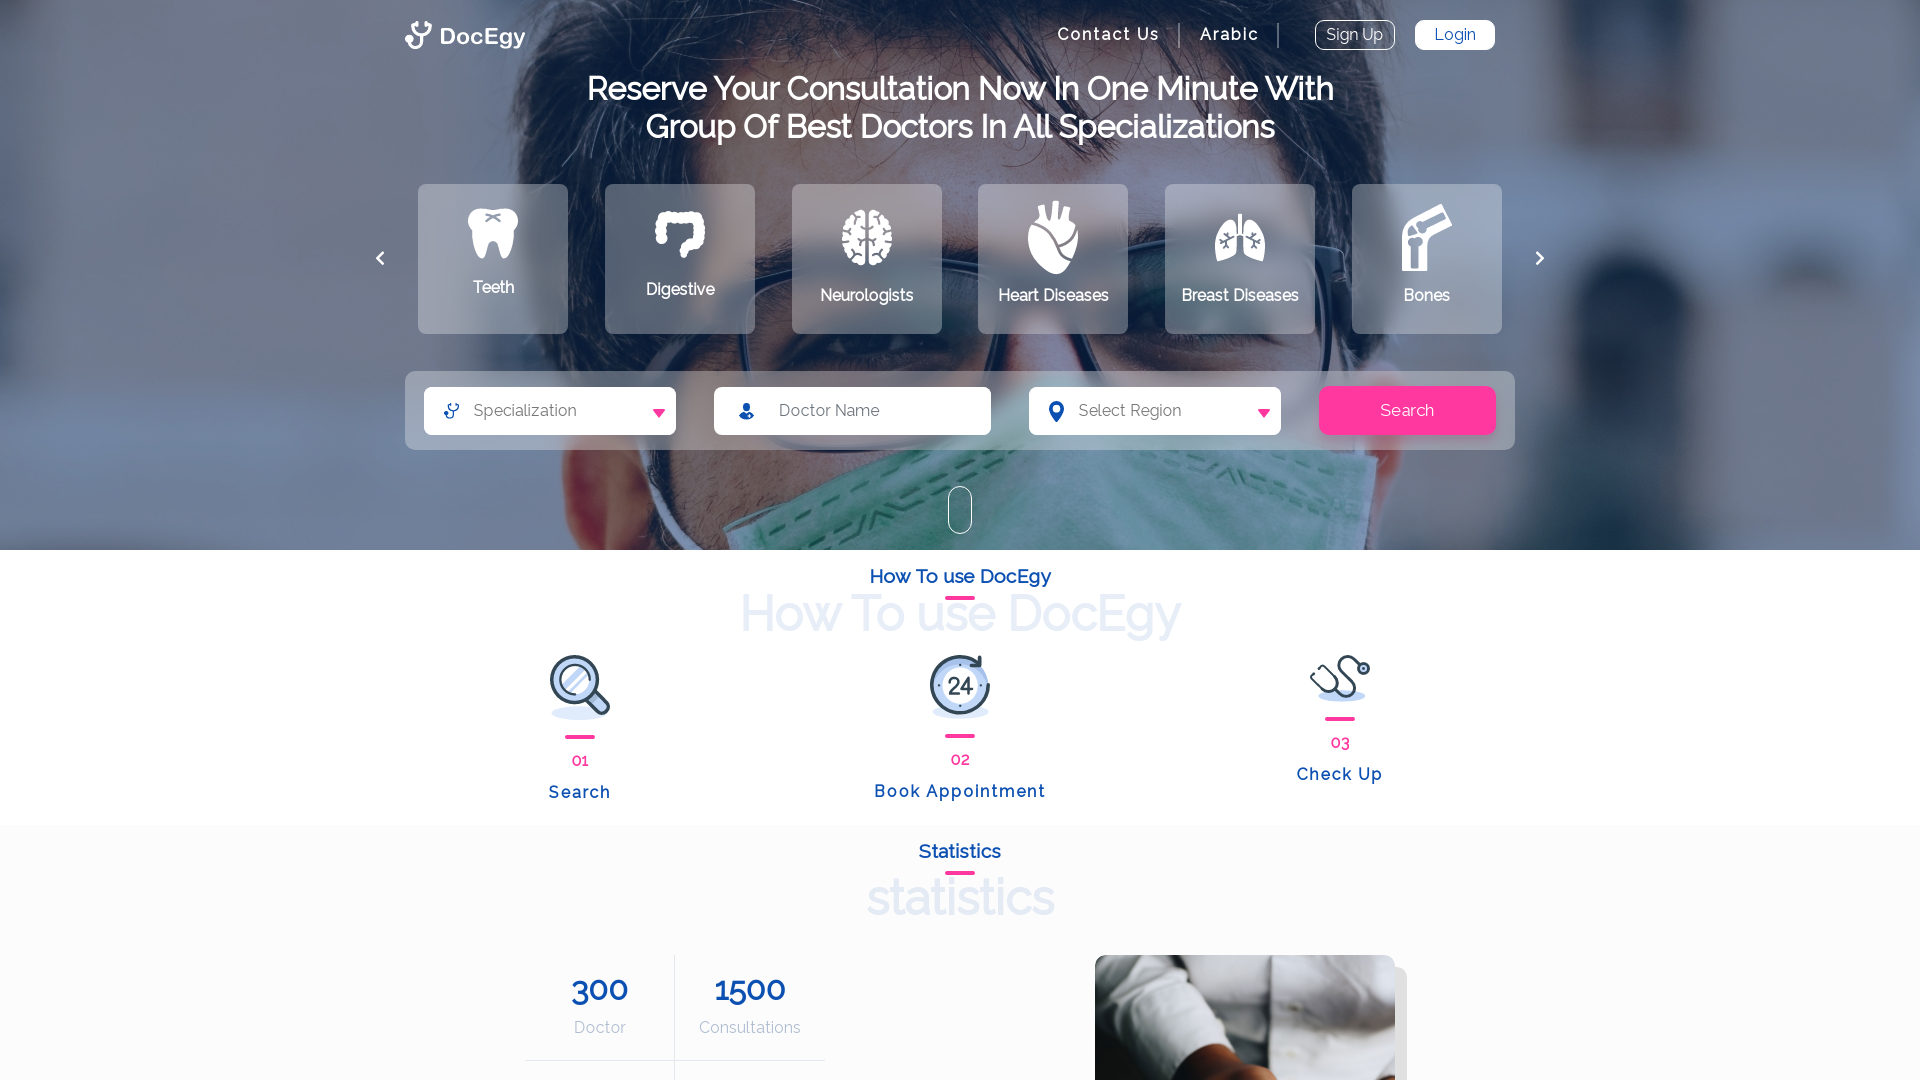 DocEgy
Contact Us
Arabic
Sign Up
Login
Reserve Your Consultation Now In One Minute With
Group Of Best Doctors In All Specializations
Teeth
Digestive
Neurologists
Heart Diseases
Breast Diseases
Bones
Specialization
Doctor Name
Select Region
Search
How To use DocEgy
How To use DocEgy
24
01
Search
02
Book Appointment
03
Check Up
Statistics
statistics
300
Doctor
1500
Consultations